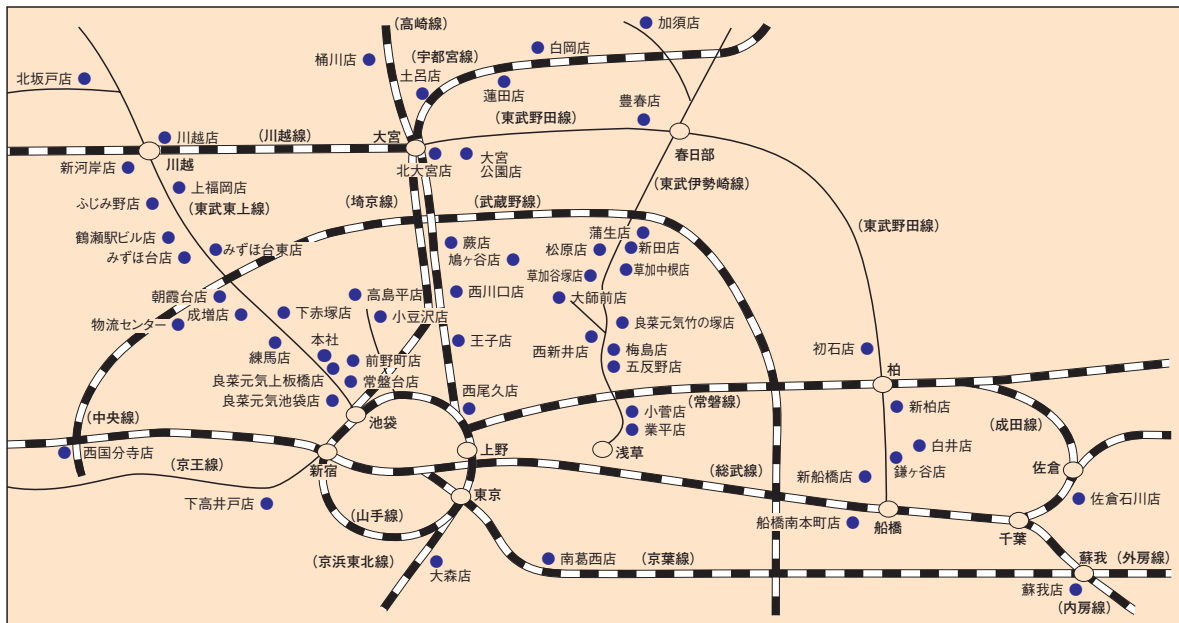 (高崎線)
加須店
桶川店
(宇都宮線)
白岡店
土呂店
北坂戸店
蓮田店
豊春店
(東武野田線)
川越店
(川越線)
大宮
川越
新河岸店
北大宮店
大宮
公園店
春日部
上福岡店
(東武伊勢崎線)
ふじみ野店
(東武東上線)
(埼京線)
(武蔵野線)
(東武野田線)
鶴瀬駅ビル店
みずほ台店
みずほ台東店
蕨店
鳩ヶ谷店
蒲生店
松原店
新田店
草加谷塚店
草加中根店
朝霞台店
成増店
高島平店
西川口店
大師前店
物流センター
下赤塚店
小豆沢店
良菜元気竹の塚店
本社
王子店
西新井店
梅島店
初石店
練馬店
前野町店
五反野店
柏
良菜元気上板橋店
常盤台店
良菜元気池袋店
西尾久店
(常磐線)
新柏店
小菅店
業平店
(中央線)
池袋
(成田線)
西国分寺店
上野
浅草
白井店
(京王線)
新宿
(総武線)
新船橋店
鎌ヶ谷店
佐倉
下高井戸店
東京
佐倉石川店
(山手線)
船橋南本町店
船橋
千葉
(京浜東北線)
大森店
南葛西店
(京葉線)
蘇我
(外房線)
蘇我店
(内房線)